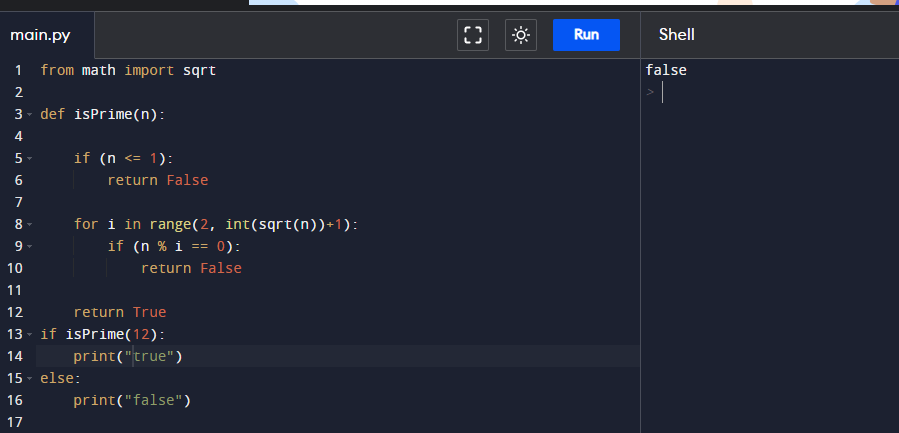 main.py
Run
Shell
1 from math import sqrt
2
3 def isPrime(n):
4
5     if (n <= 1):
6         return False
7
8     for i in range(2, int(sqrt(n))+1):
9         if (n % i == 0):
10             return False
11
12     return True
13 if isPrime(12):
14     print("true")
15 else:
16     print("false")
17
false
>